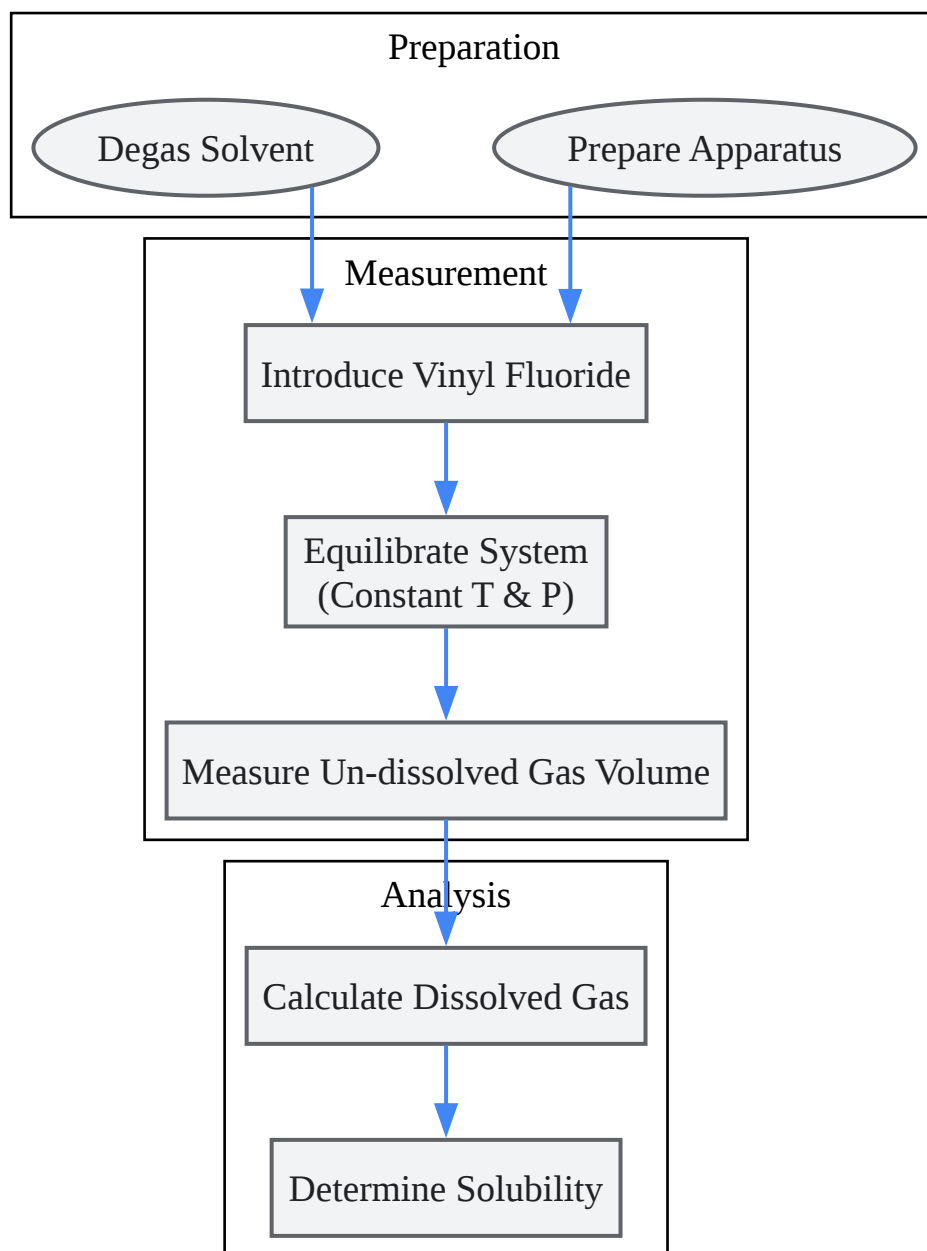 Preparation
Degas Solvent
Prepare Apparatus
Measurement
Introduce Vinyl Fluoride
Equilibrate System
(Constant T & P)
Measure Un-dissolved Gas Volume
Analysis
Calculate Dissolved Gas
Determine Solubility